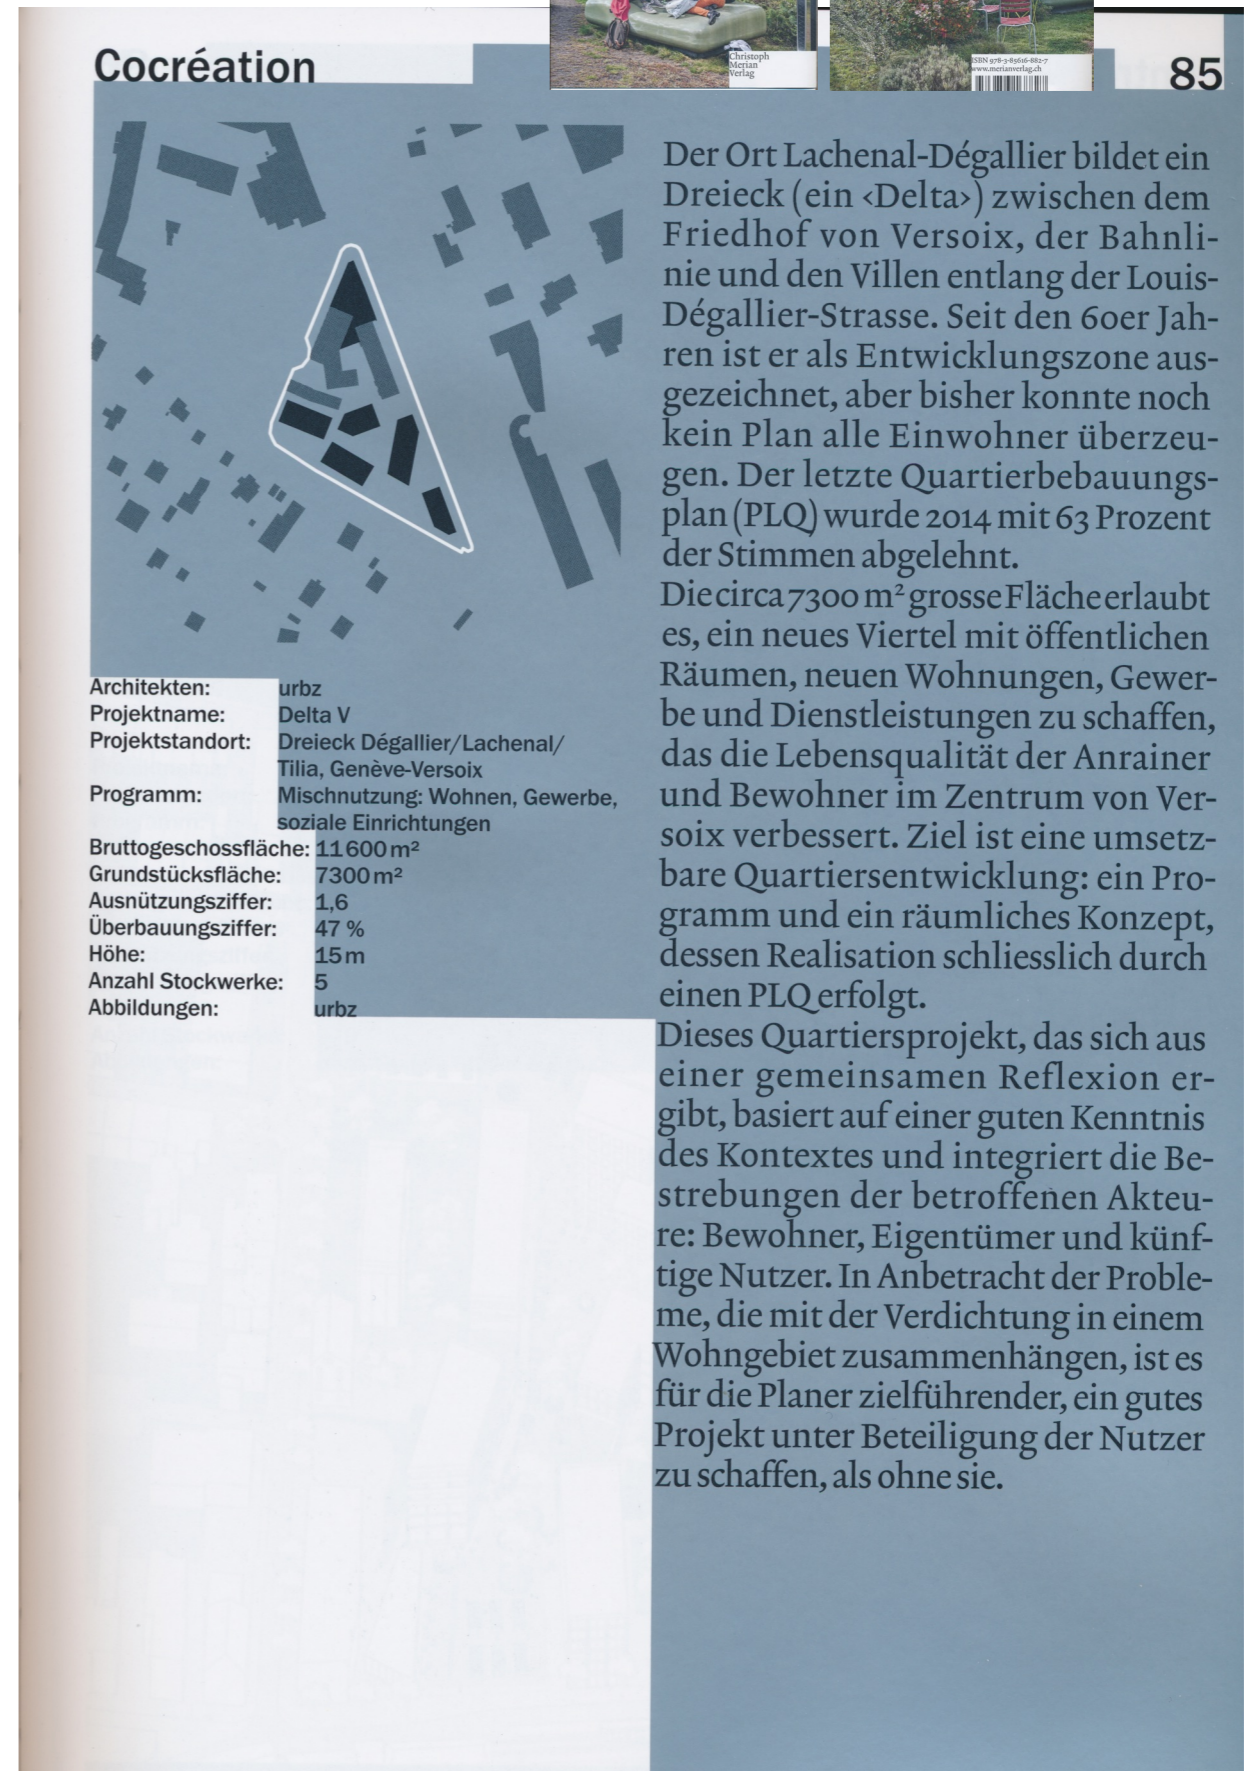 Christoph
Merian
Verlag
ISBN 978-3-85616-882-7
www.merianverlag.ch
Cocréation
85
Architekten: urbz
Projektname: Delta V
Projektstandort: Dreieck Dégallier/Lachenal/
Tilia, Genève-Versoix
Programm: Mischnutzung: Wohnen, Gewerbe,
soziale Einrichtungen
Bruttogeschossfläche: 11600 m²
Grundstücksfläche: 7300 m²
Ausnützungsziffer: 1,6
Überbauungsziffer: 47 %
Höhe: 15 m
Anzahl Stockwerke: 5
Abbildungen: urbz
Der Ort Lachenal-Dégallier bildet ein
Dreieck (ein ‹Delta›) zwischen dem
Friedhof von Versoix, der Bahnli-
nie und den Villen entlang der Louis-
Dégallier-Strasse. Seit den 60er Jah-
ren ist er als Entwicklungszone aus-
gezeichnet, aber bisher konnte noch
kein Plan alle Einwohner überzeu-
gen. Der letzte Quartierbebauungs-
plan (PLQ) wurde 2014 mit 63 Prozent
der Stimmen abgelehnt.
Die circa 7300 m² grosse Fläche erlaubt
es, ein neues Viertel mit öffentlichen
Räumen, neuen Wohnungen, Gewer-
be und Dienstleistungen zu schaffen,
das die Lebensqualität der Anrainer
und Bewohner im Zentrum von Ver-
soix verbessert. Ziel ist eine umsetz-
bare Quartiersentwicklung: ein Pro-
gramm und ein räumliches Konzept,
dessen Realisation schliesslich durch
einen PLQ erfolgt.
Dieses Quartiersprojekt, das sich aus
einer gemeinsamen Reflexion er-
gibt, basiert auf einer guten Kenntnis
des Kontextes und integriert die Be-
strebungen der betroffenen Akteu-
re: Bewohner, Eigentümer und künf-
tige Nutzer. In Anbetracht der Proble-
me, die mit der Verdichtung in einem
Wohngebiet zusammenhängen, ist es
für die Planer zielführender, ein gutes
Projekt unter Beteiligung der Nutzer
zu schaffen, als ohne sie.